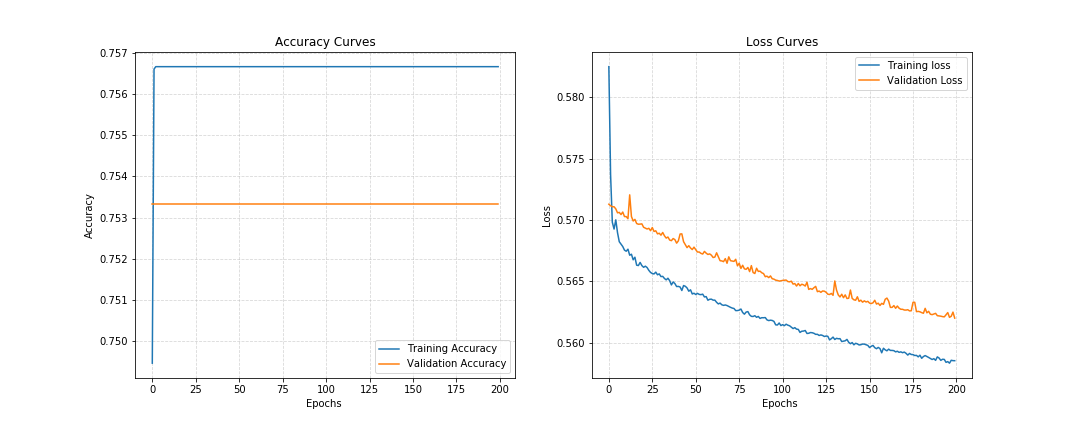 Accuracy Curves
0.757
0.756
0.755
0.754
0.753
0.752
0.751
0.750
Accuracy
0 25 50 75 100 125 150 175 200
Epochs
Training Accuracy
Validation Accuracy
Loss Curves
0.580
0.575
0.570
0.565
0.560
Loss
0 25 50 75 100 125 150 175 200
Epochs
Training loss
Validation Loss